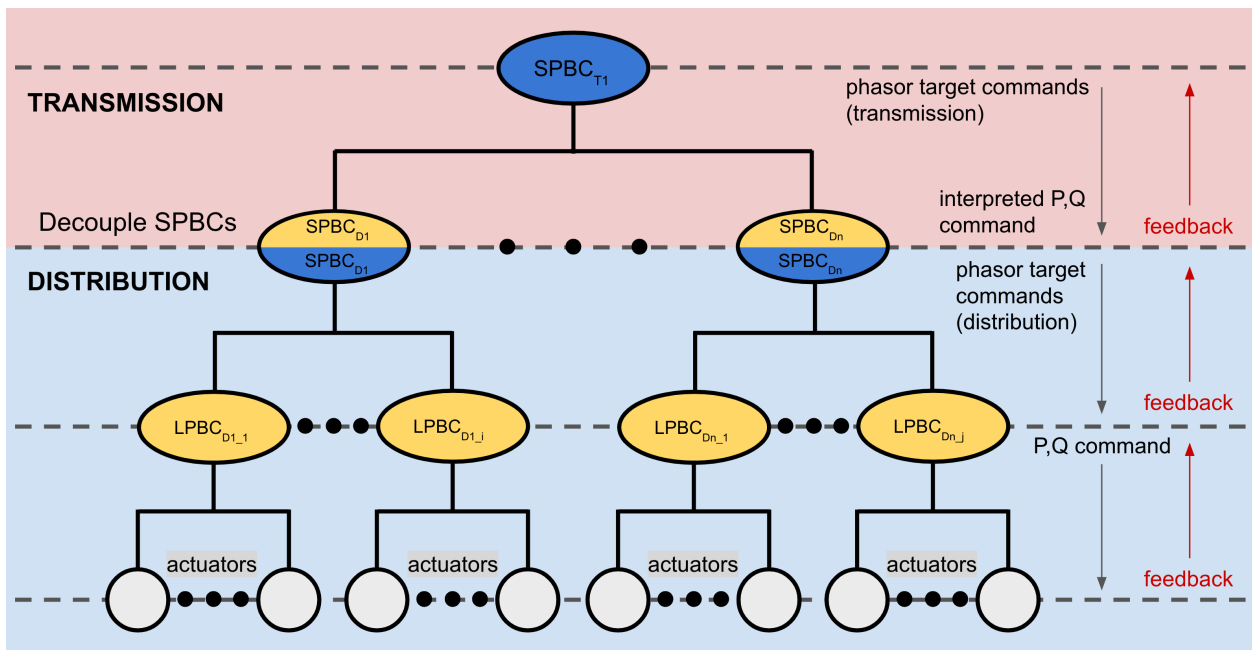 SPBC_T1
TRANSMISSION
phasor target commands
(transmission)
Decouple SPBCs
SPBC_D1
SPBC_D1
SPBC_Dn
SPBC_Dn
interpreted P,Q
command
feedback
DISTRIBUTION
phasor target
commands
(distribution)
feedback
LPBC_D1_1
LPBC_D1_i
LPBC_Dn_1
LPBC_Dn_j
P,Q command
actuators
actuators
actuators
actuators
feedback